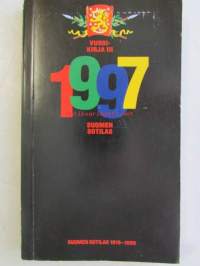 VUOSI-
KIRJA III
1997
SUOMEN
SOTILAS
SUOMEN SOTILAS 1919-1996